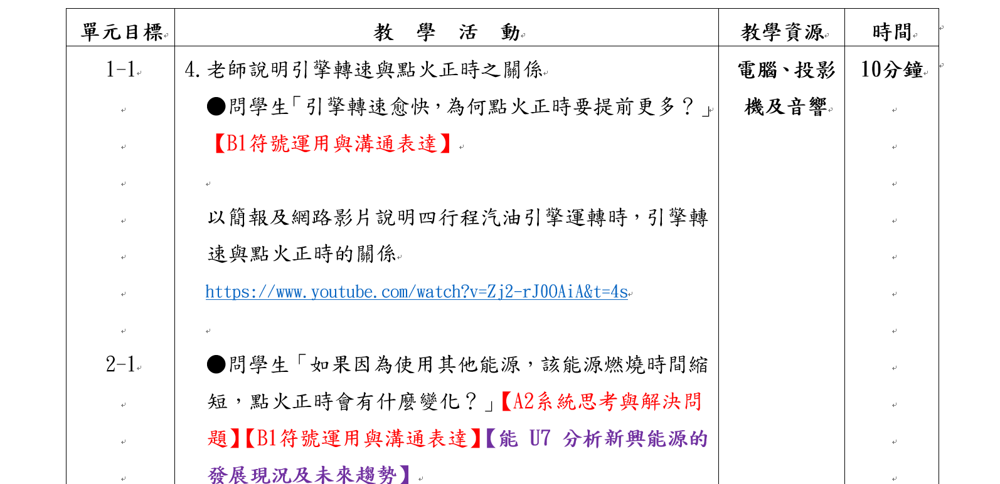 單元目標
教 學 活 動
教學資源
時間
1-1
4.老師說明引擎轉速與點火正時之關係
●問學生「引擎轉速愈快,為何點火正時要提前更多?」
【B1符號運用與溝通表達】
以簡報及網路影片說明四行程汽油引擎運轉時,引擎轉
速與點火正時的關係
https://www.youtube.com/watch?v=Zj2-rJ0OAiA&t=4s
2-1
●問學生「如果因為使用其他能源,該能源燃燒時間縮
短,點火正時會有什麼變化?」【A2系統思考與解決問
題】【B1符號運用與溝通表達】【能 U7 分析新興能源的
發展現況及未來趨勢】
電腦、投影
機及音響
10分鐘